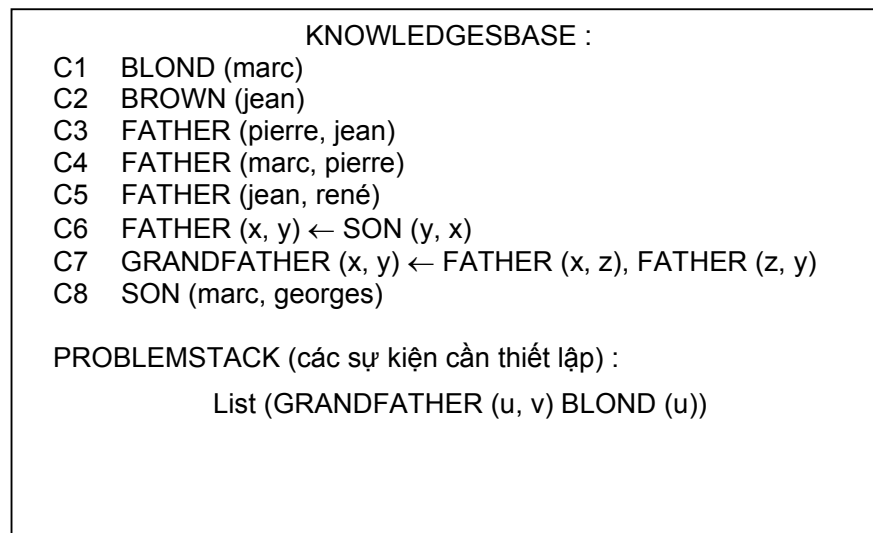 KNOWLEDGESBASE :
C1 BLOND (marc)
C2 BROWN (jean)
C3 FATHER (pierre, jean)
C4 FATHER (marc, pierre)
C5 FATHER (jean, rené)
C6 FATHER (x, y) ← SON (y, x)
C7 GRANDFATHER (x, y) ← FATHER (x, z), FATHER (z, y)
C8 SON (marc, georges)
PROBLEMSTACK (các sự kiện cần thiết lập) :
List (GRANDFATHER (u, v) BLOND (u))